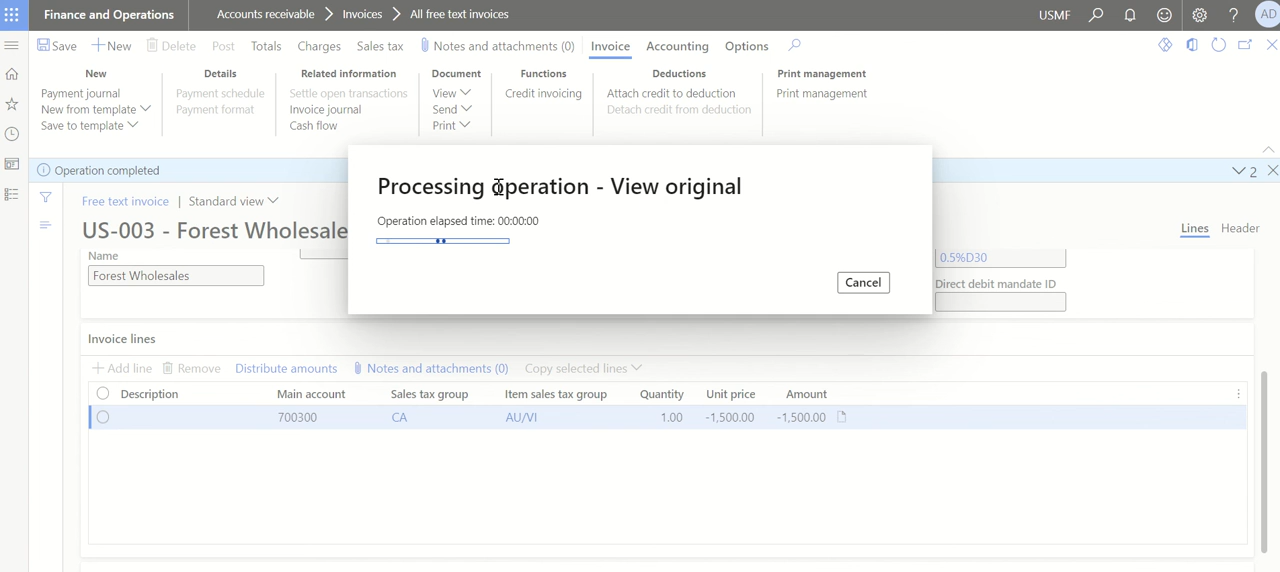 Finance and Operations
Accounts receivable > Invoices > All free text invoices
USMF
AD
Save New Delete Post Totals Charges Sales tax Notes and attachments (0) Invoice Accounting Options
New Details Related information Document Functions Deductions Print management
Payment journal Payment schedule Settle open transactions View Credit invoicing Attach credit to deduction Print management
New from template Payment format Invoice journal Send Detach credit from deduction
Save to template Cash flow Print
Operation completed
2
Processing operation - View original
Operation elapsed time: 00:00:00
Cancel
Free text invoice | Standard view
US-003 - Forest Wholesale
Lines Header
Name
0.5%D30
Forest Wholesales
Direct debit mandate ID
Invoice lines
Add line Remove Distribute amounts Notes and attachments (0) Copy selected lines
Description Main account Sales tax group Item sales tax group Quantity Unit price Amount
700300 CA AU/VI 1.00 -1,500.00 -1,500.00